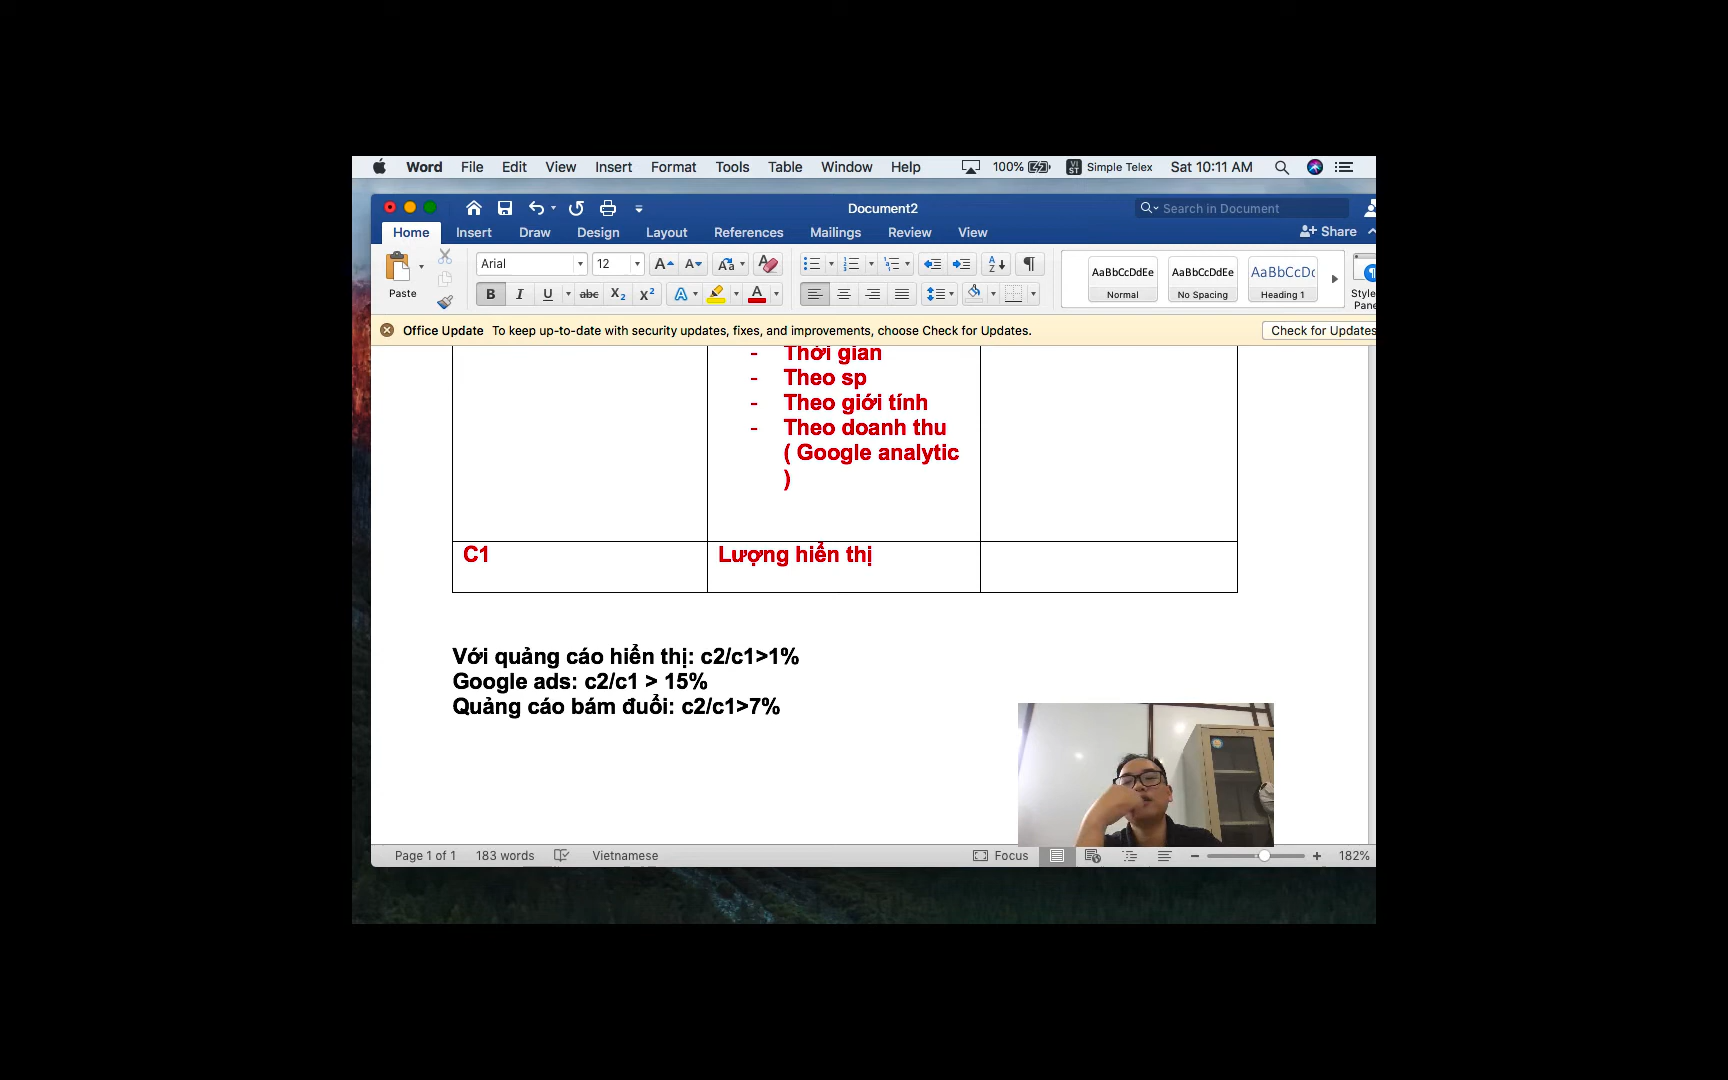 Word File Edit View Insert Format Tools Table Window Help 100% VI ST Simple Telex Sat 10:11 AM
Document2
Search in Document
Home Insert Draw Design Layout References Mailings Review View Share
Paste
Arial 12
AaBbCcDdEe AaBbCcDdEe AaBbCcDc
Normal No Spacing Heading 1
Style
Pane
Office Update To keep up-to-date with security updates, fixes, and improvements, choose Check for Updates. Check for Updates
- Thời gian
- Theo sp
- Theo giới tính
- Theo doanh thu
( Google analytic
)
C1 Lượng hiển thị
Với quảng cáo hiển thị: c2/c1>1%
Google ads: c2/c1 > 15%
Quảng cáo bám đuổi: c2/c1>7%
Page 1 of 1 183 words Vietnamese Focus 182%